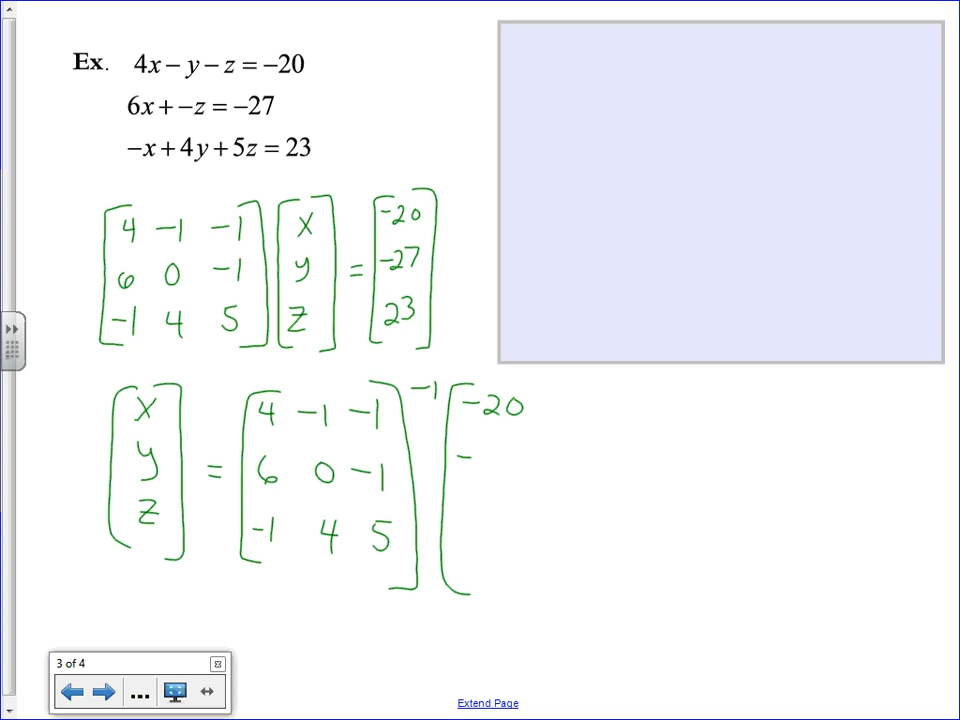 Ex. 4x − y − z = −20
6x + −z = −27
−x + 4y + 5z = 23
4 −1 −1 x −20
6 0 −1 y = −27
−1 4 5 z 23
x 4 −1 −1 −1 −20
y = 6 0 −1 −
z −1 4 5
3 of 4
...
Extend Page